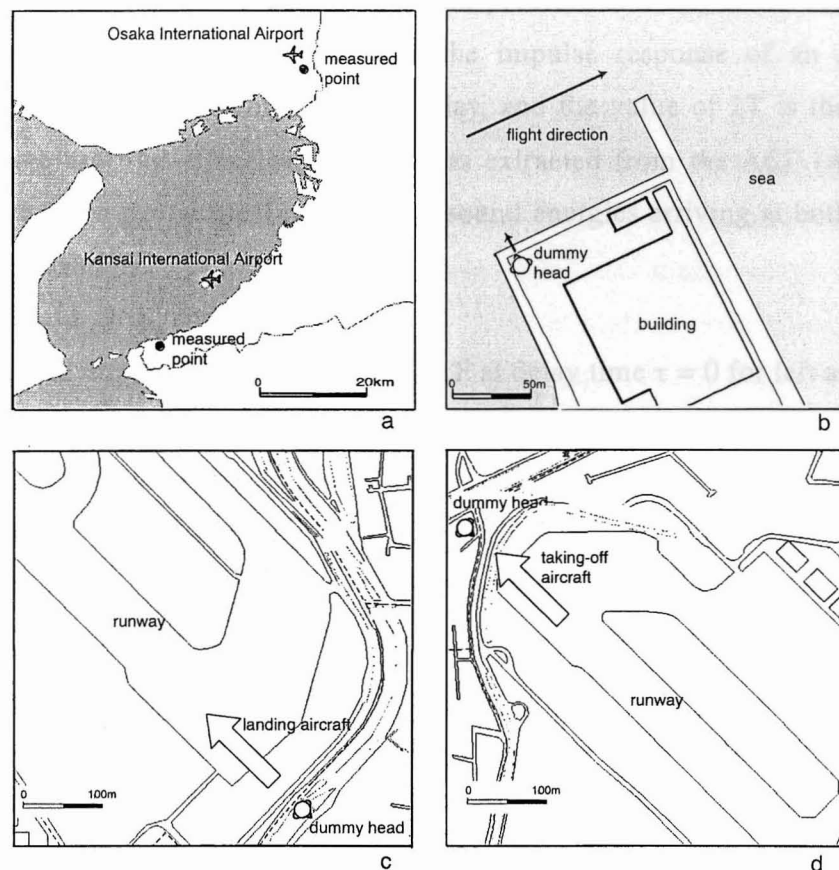 Osaka International Airport
measured
point
Kansai International Airport
measured
point
0 20km
a
flight direction
sea
dummy
head
building
0 50m
b
runway
landing aircraft
0 100m
dummy head
c
dummy head
taking-off
aircraft
runway
0 100m
d